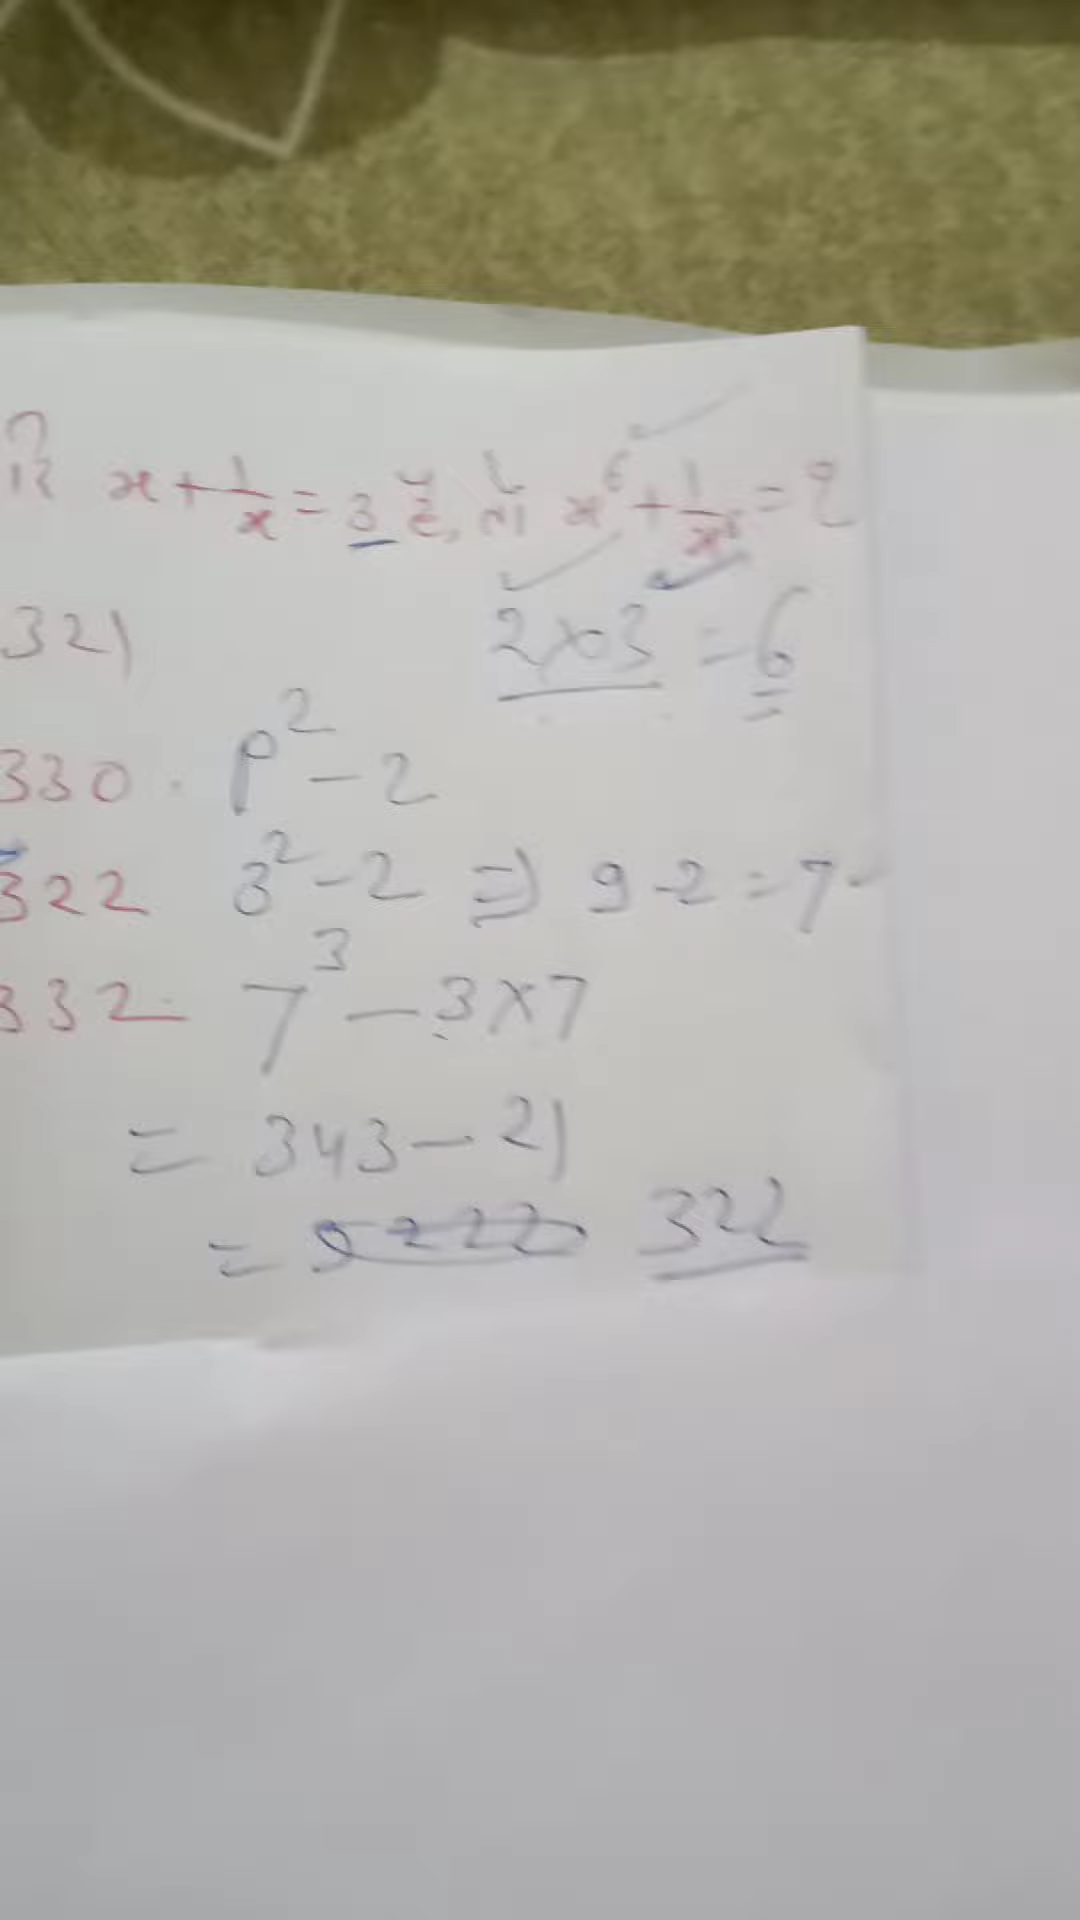 यदि x + 1/x = 3 है, तो x⁶ + 1/x⁶ = ?
321
2×3 = 6
330 . P² - 2
322 3² - 2 ⇒ 9 - 2 = 7
332 7³ - 3×7
= 343 - 21
= 322